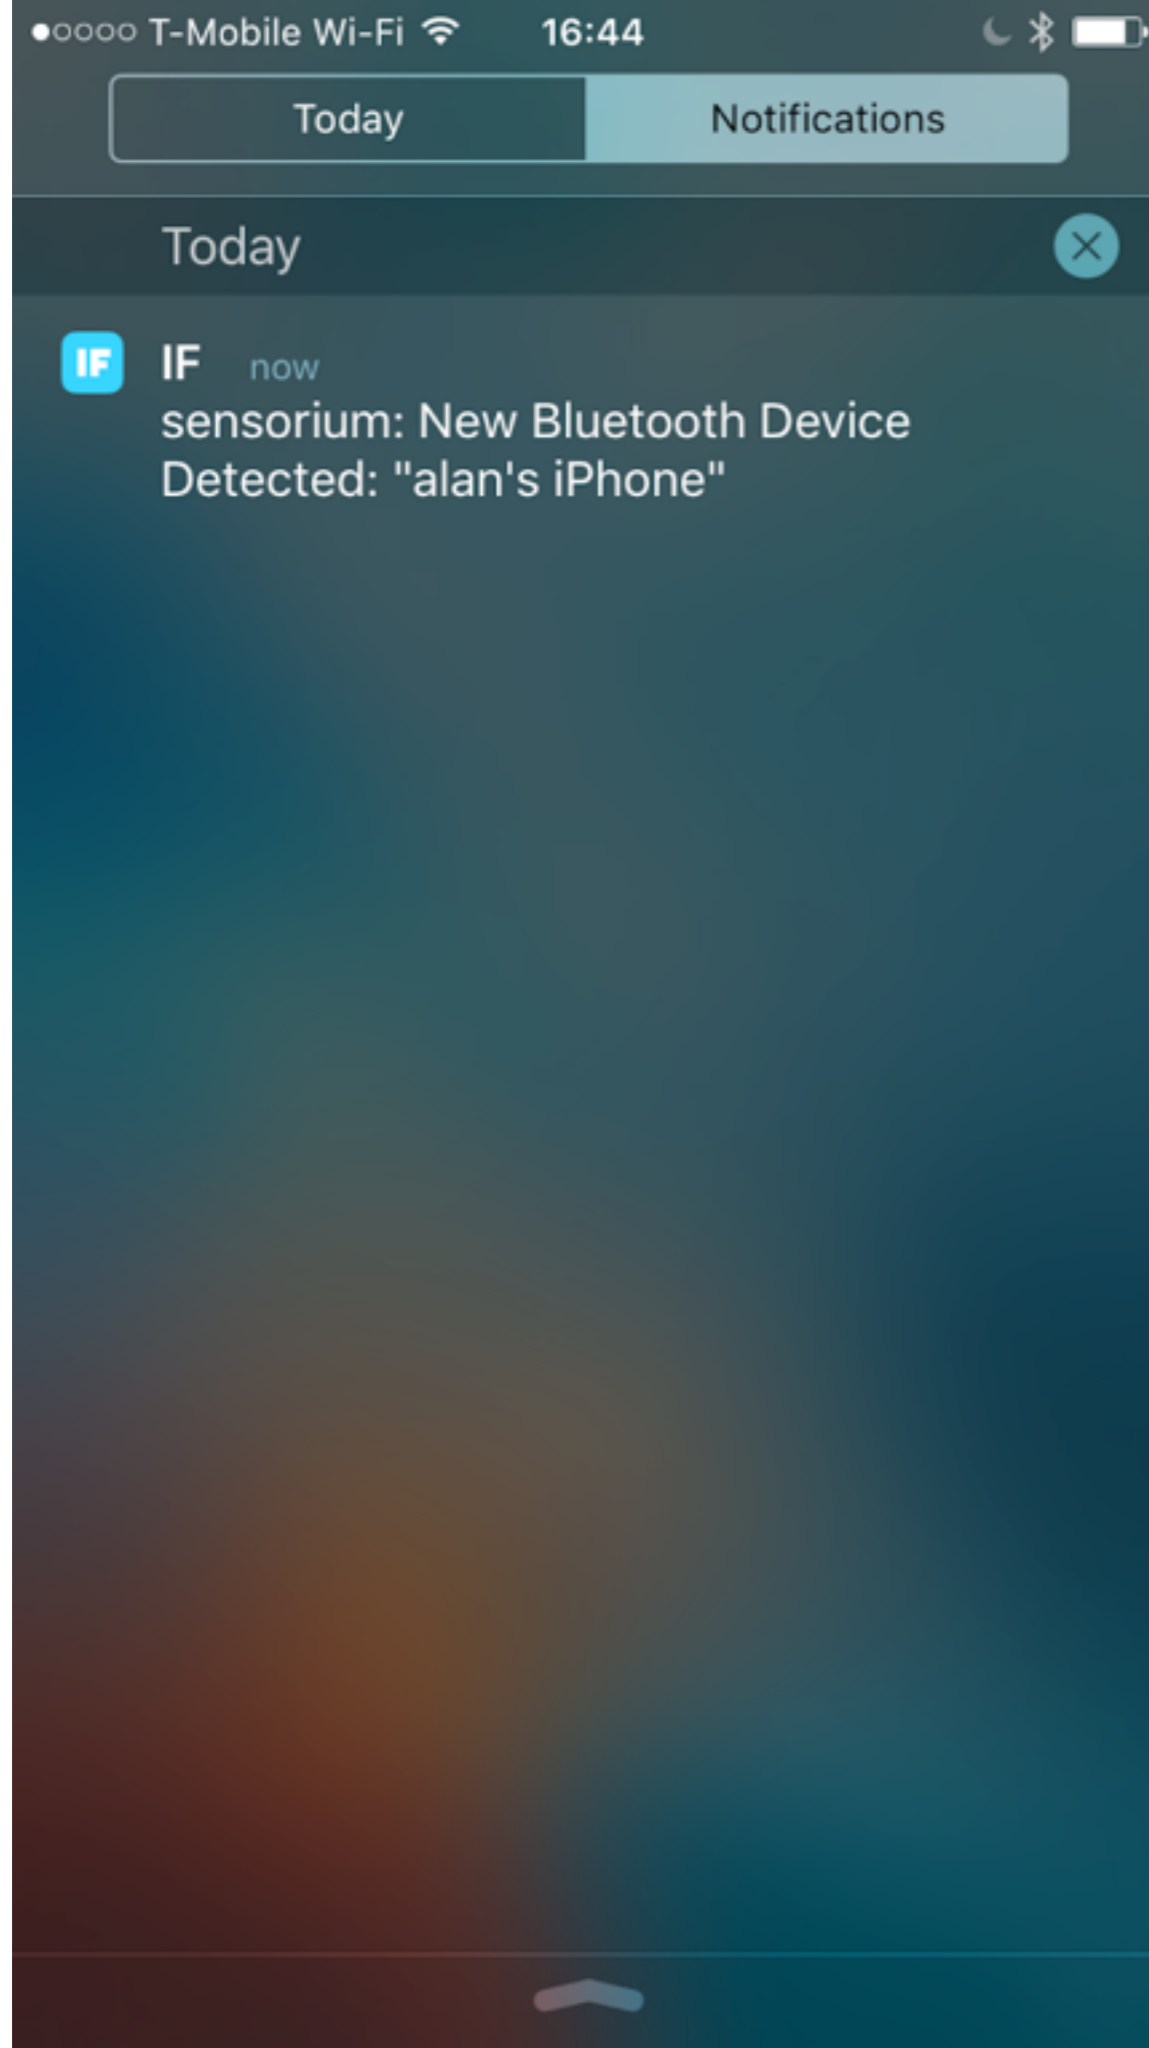 T-Mobile Wi-Fi 16:44
Today Notifications
Today
IF IF now
sensorium: New Bluetooth Device
Detected: "alan's iPhone"